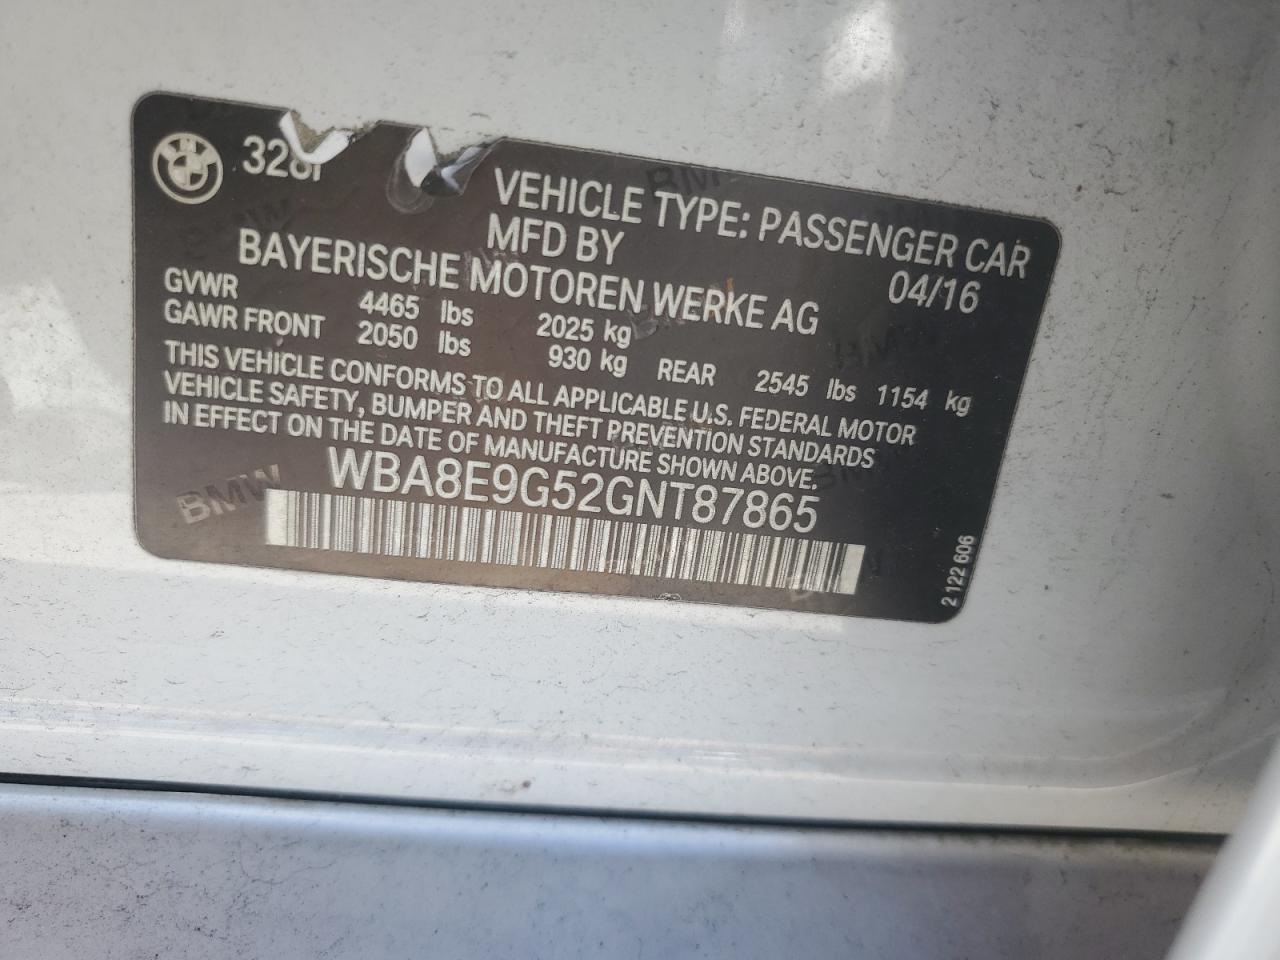 328i
VEHICLE TYPE: PASSENGER CAR
MFD BY 04/16
BAYERISCHE MOTOREN WERKE AG
GVWR 4465 lbs 2025 kg
GAWR FRONT 2050 lbs 930 kg REAR 2545 lbs 1154 kg
THIS VEHICLE CONFORMS TO ALL APPLICABLE U.S. FEDERAL MOTOR
VEHICLE SAFETY, BUMPER AND THEFT PREVENTION STANDARDS
IN EFFECT ON THE DATE OF MANUFACTURE SHOWN ABOVE.
WBA8E9G52GNT87865
BMW
2 122 606